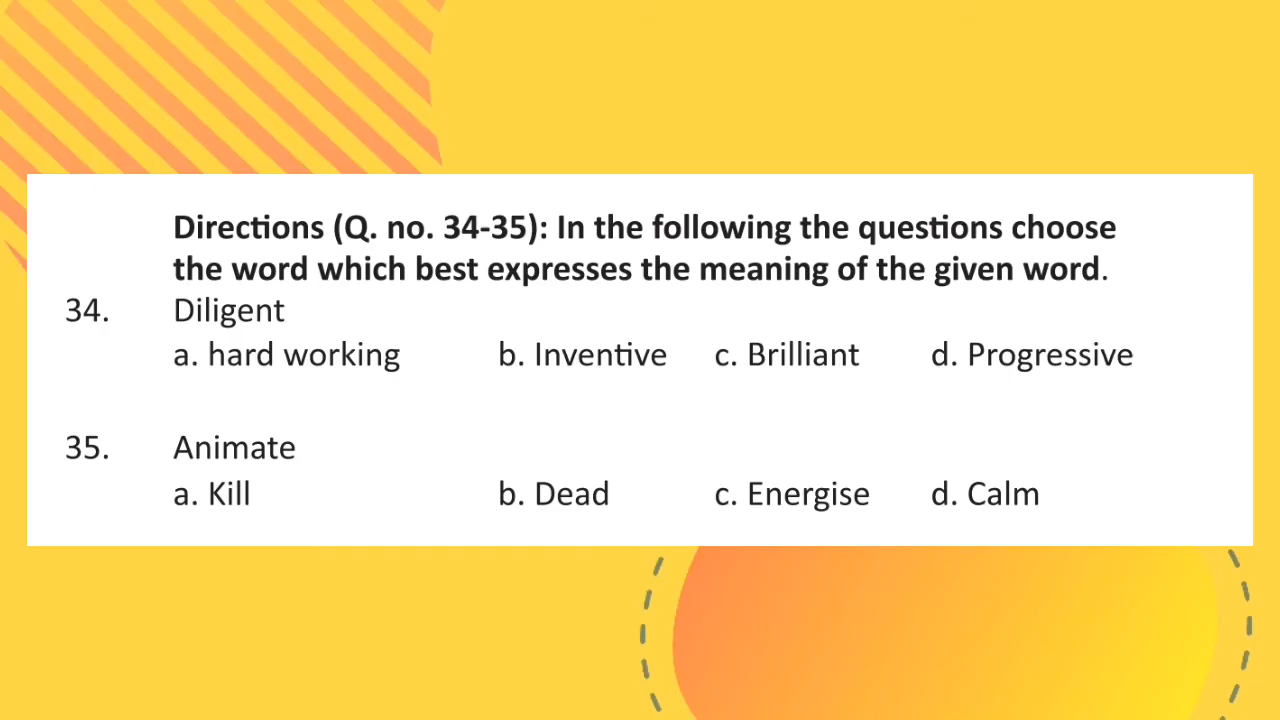 Directions (Q. no. 34-35): In the following the questions choose
the word which best expresses the meaning of the given word.
34. Diligent
a. hard working b. Inventive c. Brilliant d. Progressive
35. Animate
a. Kill b. Dead c. Energise d. Calm